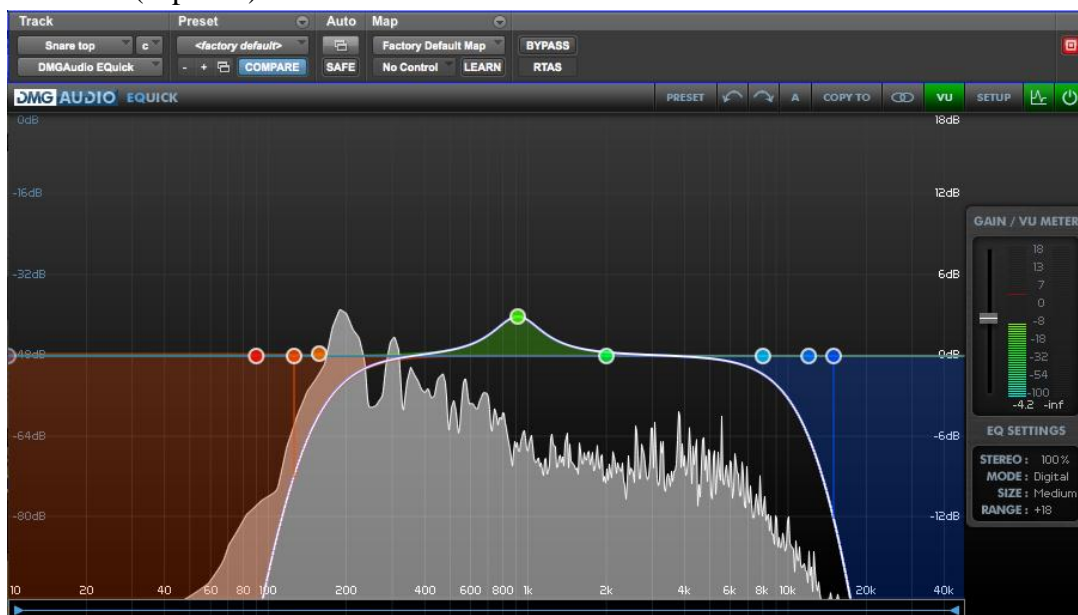 Track Preset Auto Map
Snare top c <factory default> Factory Default Map BYPASS
DMGAudio EQuick - + COMPARE SAFE No Control LEARN RTAS
DMG AUDIO EQUICK PRESET A COPY TO VU SETUP
0dB 18dB
-16dB 12dB
GAIN / VU METER
18
13
-32dB 6dB 7
0
-8
-48dB 0dB -18
-32
-54
-100
-4.2 -inf
-64dB -6dB EQ SETTINGS
STEREO: 100%
MODE: Digital
SIZE: Medium
-80dB -12dB RANGE: +18
10 20 40 60 80 100 200 400 600 800 1k 2k 4k 6k 8k 10k 20k 40k